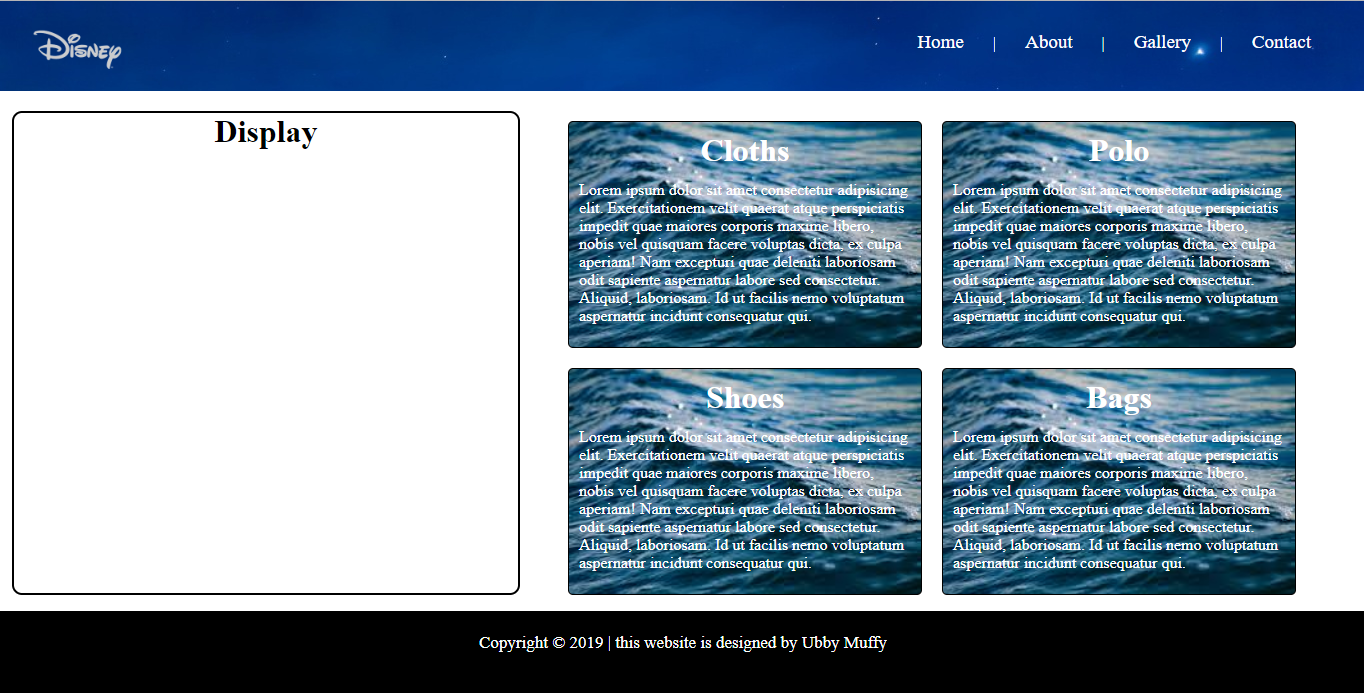 Disney
Home | About | Gallery | Contact
Display
Cloths
Lorem ipsum dolor sit amet consectetur adipisicing
elit. Exercitationem velit quaerat atque perspiciatis
impedit quae maiores corporis maxime libero,
nobis vel quisquam facere voluptas dicta, ex culpa
aperiam! Nam excepturi quae deleniti laboriosam
odit sapiente aspernatur labore sed consectetur.
Aliquid, laboriosam. Id ut facilis nemo voluptatum
aspernatur incidunt consequatur qui.
Polo
Lorem ipsum dolor sit amet consectetur adipisicing
elit. Exercitationem velit quaerat atque perspiciatis
impedit quae maiores corporis maxime libero,
nobis vel quisquam facere voluptas dicta, ex culpa
aperiam! Nam excepturi quae deleniti laboriosam
odit sapiente aspernatur labore sed consectetur.
Aliquid, laboriosam. Id ut facilis nemo voluptatum
aspernatur incidunt consequatur qui.
Shoes
Lorem ipsum dolor sit amet consectetur adipisicing
elit. Exercitationem velit quaerat atque perspiciatis
impedit quae maiores corporis maxime libero,
nobis vel quisquam facere voluptas dicta, ex culpa
aperiam! Nam excepturi quae deleniti laboriosam
odit sapiente aspernatur labore sed consectetur.
Aliquid, laboriosam. Id ut facilis nemo voluptatum
aspernatur incidunt consequatur qui.
Bags
Lorem ipsum dolor sit amet consectetur adipisicing
elit. Exercitationem velit quaerat atque perspiciatis
impedit quae maiores corporis maxime libero,
nobis vel quisquam facere voluptas dicta, ex culpa
aperiam! Nam excepturi quae deleniti laboriosam
odit sapiente aspernatur labore sed consectetur.
Aliquid, laboriosam. Id ut facilis nemo voluptatum
aspernatur incidunt consequatur qui.
Copyright © 2019 | this website is designed by Ubby Muffy